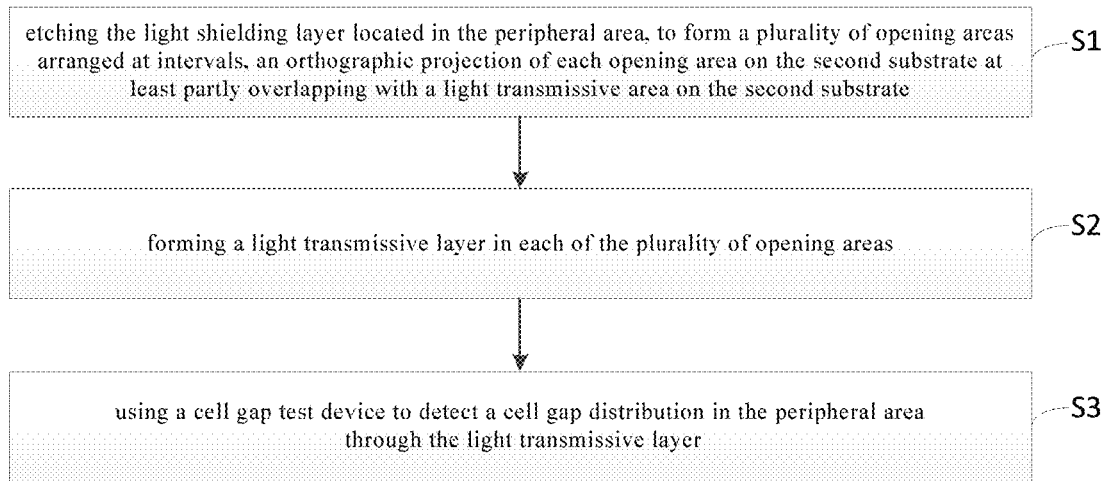 etching the light shielding layer located in the peripheral area, to form a plurality of opening areas
arranged at intervals, an orthographic projection of each opening area on the second substrate at
least partly overlapping with a light transmissive area on the second substrate
S1
forming a light transmissive layer in each of the plurality of opening areas
S2
using a cell gap test device to detect a cell gap distribution in the peripheral area
through the light transmissive layer
S3